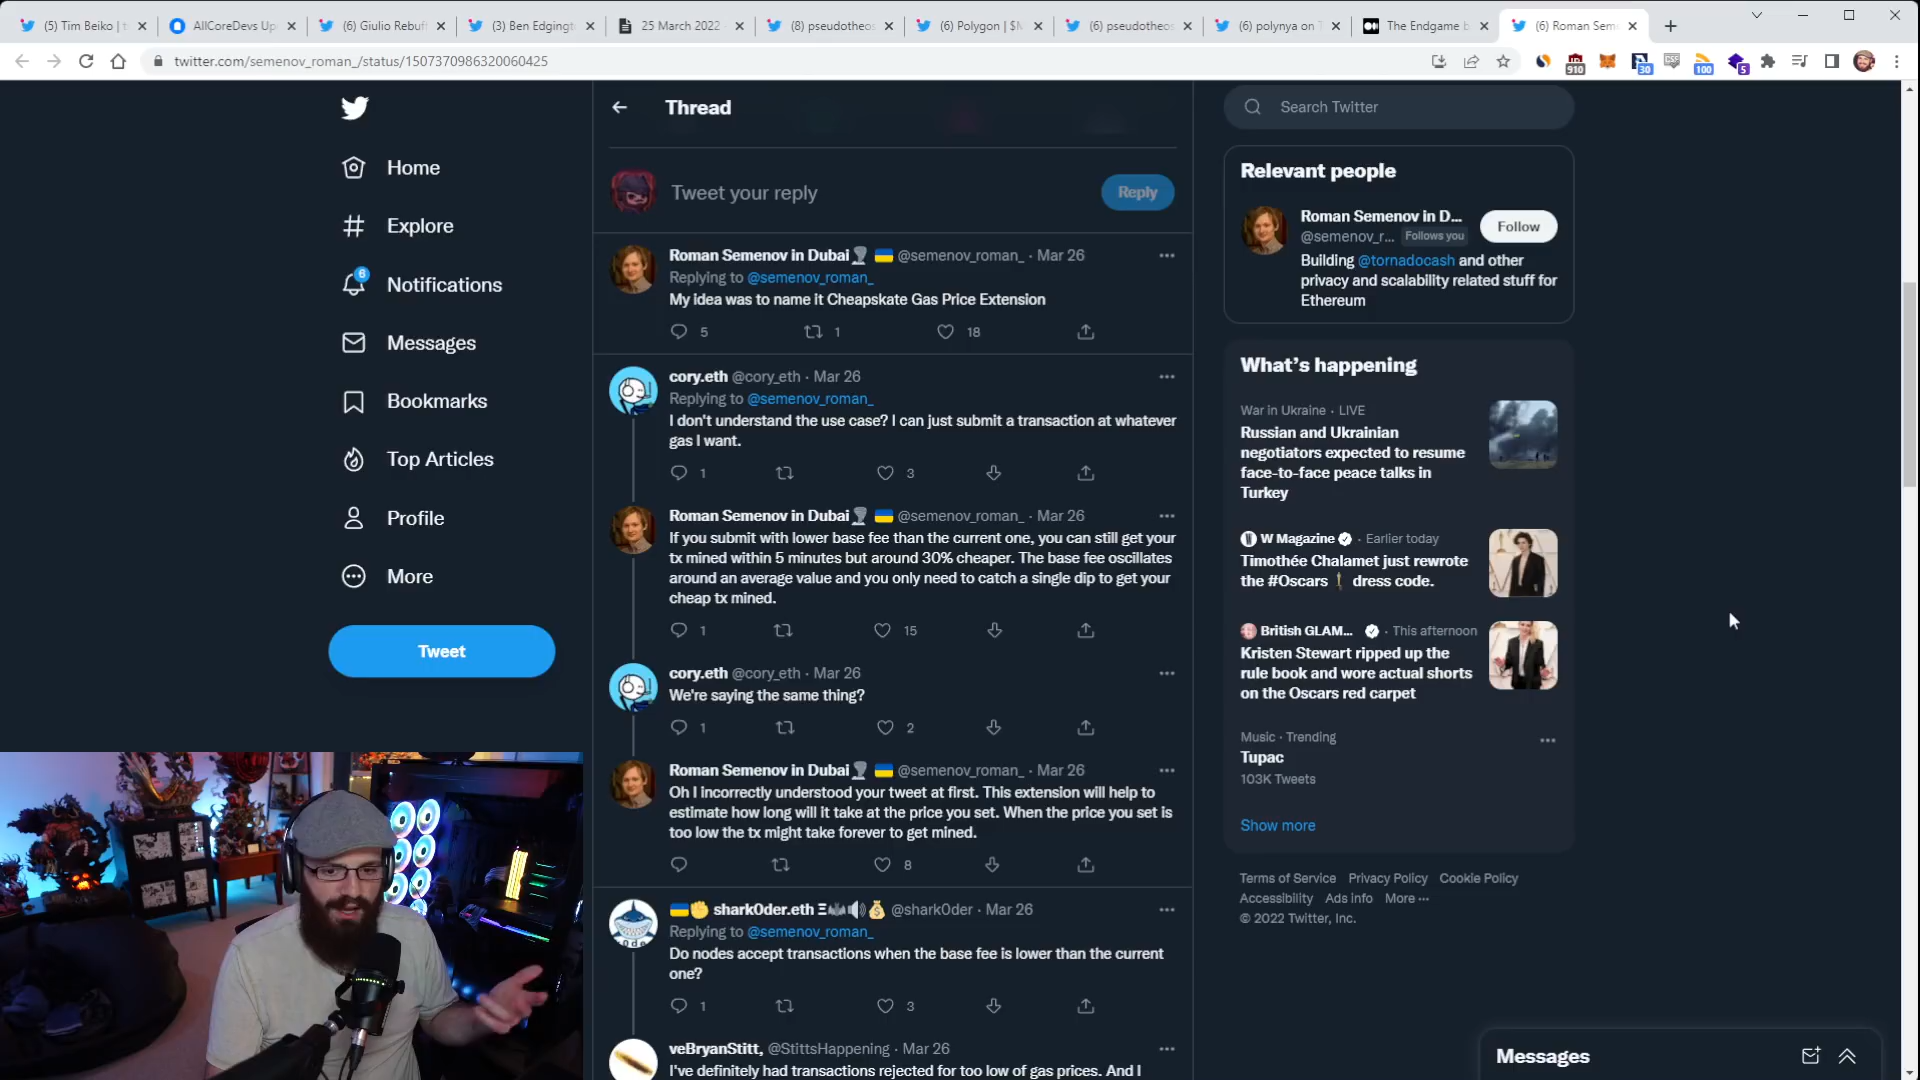 (5) Tim Beiko | t
AllCoreDevs Up
(6) Giulio Rebuff
(3) Ben Edgingt
25 March 2022
(8) pseudotheos
(6) Polygon | $M
(6) pseudotheos
(6) polynya on T
The Endgame b
(6) Roman Sem
twitter.com/semenov_roman_/status/1507370986320060425
910
30
100
5
Home
Explore
6
Notifications
Messages
Bookmarks
Top Articles
Profile
More
Tweet
Thread
Tweet your reply
Reply
Roman Semenov in Dubai @semenov_roman_ · Mar 26
Replying to @semenov_roman_
My idea was to name it Cheapskate Gas Price Extension
5 1 18
cory.eth @cory_eth · Mar 26
Replying to @semenov_roman_
I don't understand the use case? I can just submit a transaction at whatever
gas I want.
1 3
Roman Semenov in Dubai @semenov_roman_ · Mar 26
If you submit with lower base fee than the current one, you can still get your
tx mined within 5 minutes but around 30% cheaper. The base fee oscillates
around an average value and you only need to catch a single dip to get your
cheap tx mined.
1 15
cory.eth @cory_eth · Mar 26
We're saying the same thing?
1 2
Roman Semenov in Dubai @semenov_roman_ · Mar 26
Oh I incorrectly understood your tweet at first. This extension will help to
estimate how long will it take at the price you set. When the price you set is
too low the tx might take forever to get mined.
8
shark0der.eth @shark0der · Mar 26
Replying to @semenov_roman_
Do nodes accept transactions when the base fee is lower than the current
one?
1 3
veBryanStitt, @StittsHappening · Mar 26
I've definitely had transactions rejected for too low of gas prices. And I
Search Twitter
Relevant people
Roman Semenov in D...
@semenov_r... Follows you
Follow
Building @tornadocash and other
privacy and scalability related stuff for
Ethereum
What's happening
War in Ukraine · LIVE
Russian and Ukrainian
negotiators expected to resume
face-to-face peace talks in
Turkey
W Magazine · Earlier today
Timothée Chalamet just rewrote
the #Oscars dress code.
British GLAM... · This afternoon
Kristen Stewart ripped up the
rule book and wore actual shorts
on the Oscars red carpet
Music · Trending
Tupac
103K Tweets
Show more
Terms of Service Privacy Policy Cookie Policy
Accessibility Ads info More ···
© 2022 Twitter, Inc.
Messages